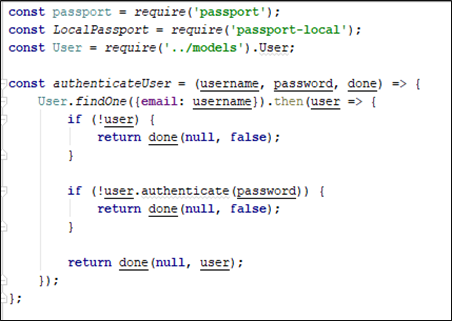 const passport = require('passport');
const LocalPassport = require('passport-local');
const User = require('../models').User;
const authenticateUser = (username, password, done) => {
User.findOne({email: username}).then(user => {
if (!user) {
return done(null, false);
}
if (!user.authenticate(password)) {
return done(null, false);
}
return done(null, user);
});
};